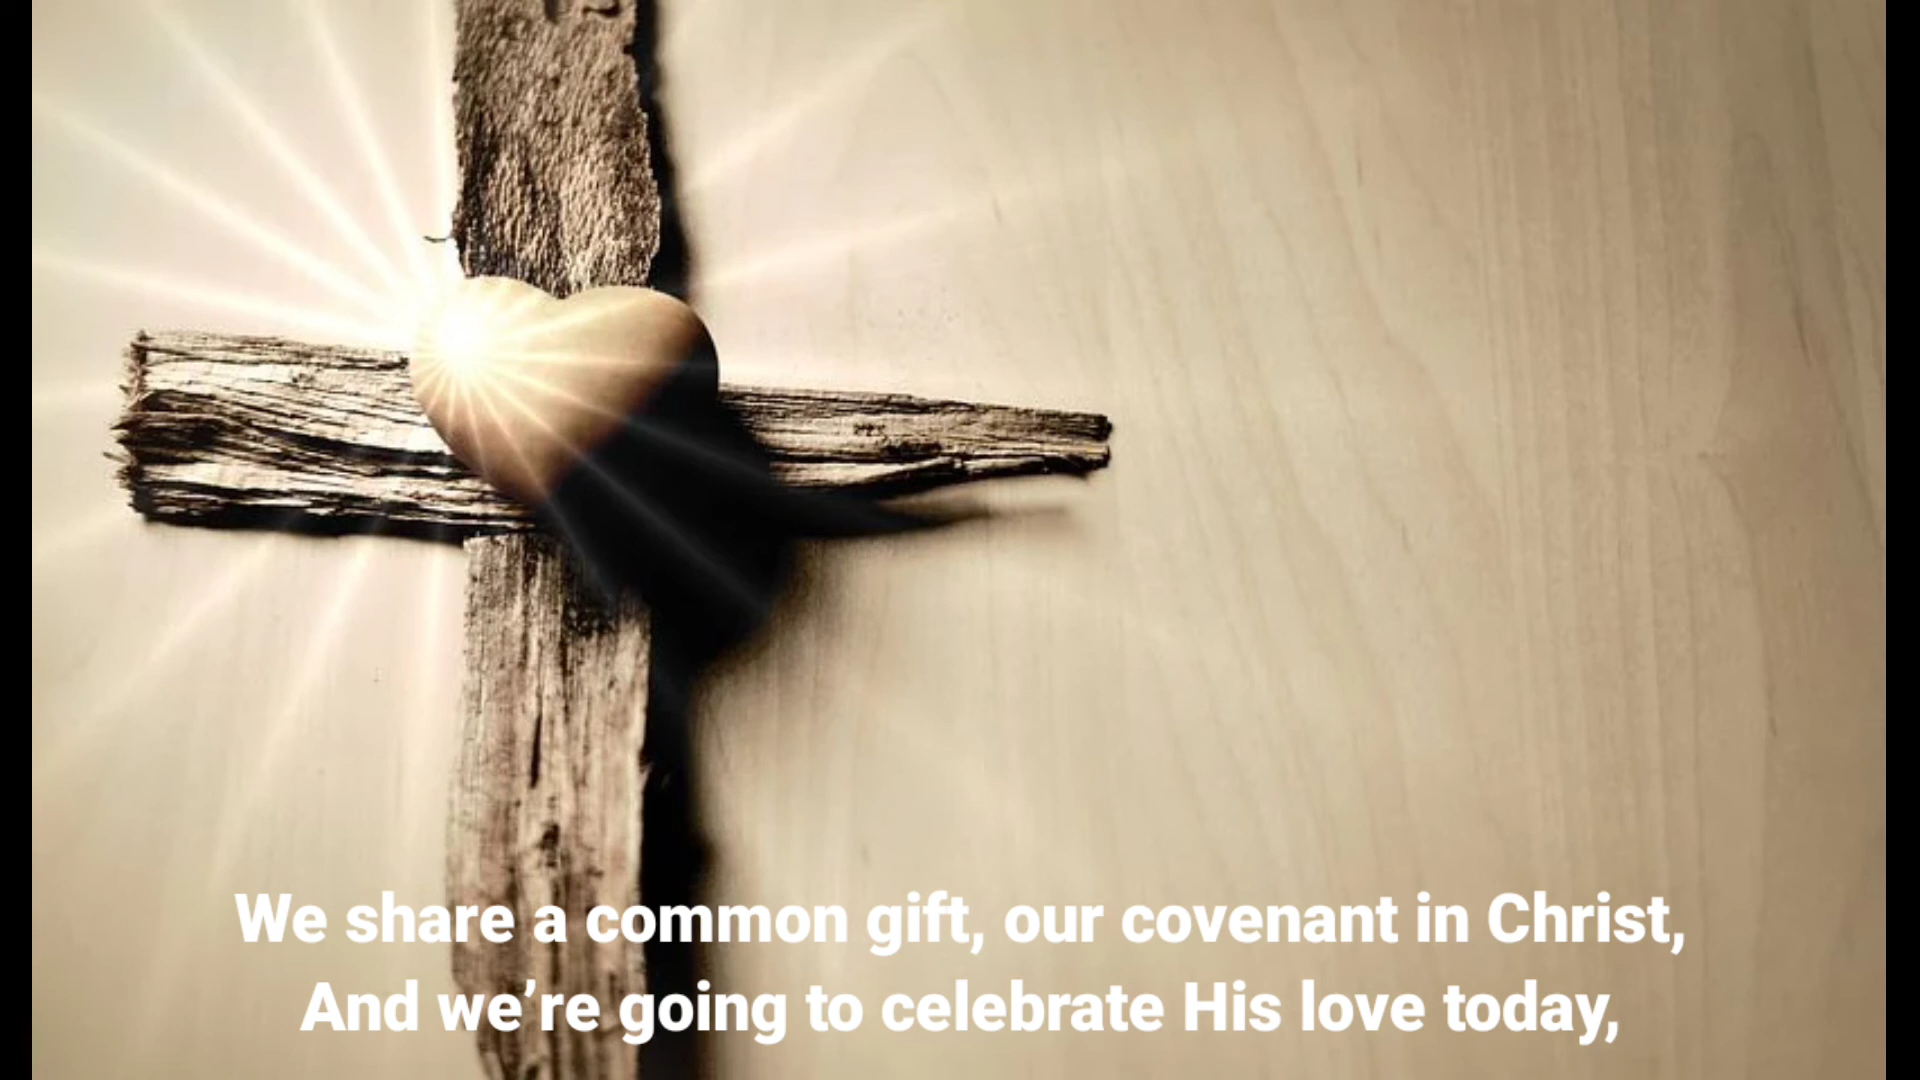 We share a common gift, our covenant in Christ,
And we’re going to celebrate His love today,